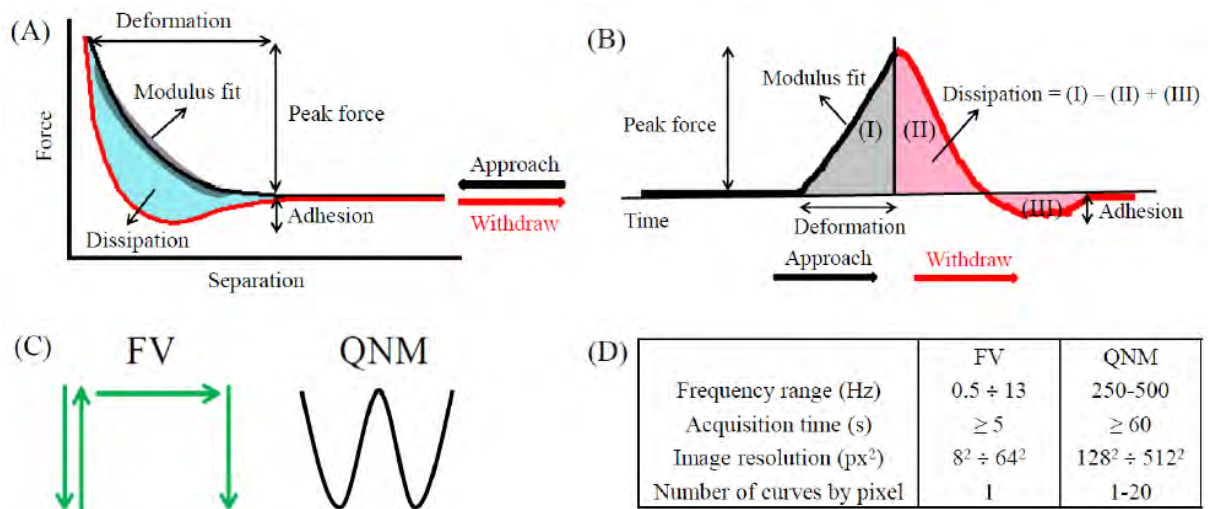 (A)
Deformation
Modulus fit
Peak force
Force
Adhesion
Dissipation
Separation
Approach
Withdraw
(B)
Modulus fit
Dissipation = (I) – (II) + (III)
Peak force
(I)
(II)
(III)
Time
Deformation
Adhesion
Approach
Withdraw
(C)
FV
QNM
(D)
FV QNM
Frequency range (Hz) 0.5 ÷ 13 250-500
Acquisition time (s) ≥ 5 ≥ 60
Image resolution (px²) 8² ÷ 64² 128² ÷ 512²
Number of curves by pixel 1 1-20